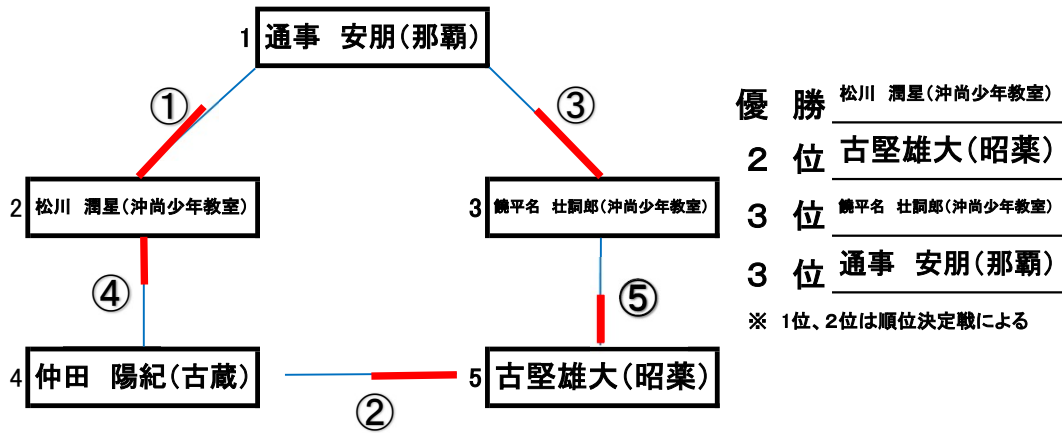 1 通事　安朋(那覇)
①
③
2 松川　潤星(沖尚少年教室)
3 饒平名　壮詞郎(沖尚少年教室)
④
⑤
4 仲田　陽紀(古蔵)
5 古堅雄大(昭薬)
②
優　勝 松川　潤星(沖尚少年教室)
２　位 古堅雄大(昭薬)
３　位 饒平名　壮詞郎(沖尚少年教室)
３　位 通事　安朋(那覇)
※　1位、2位は順位決定戦による